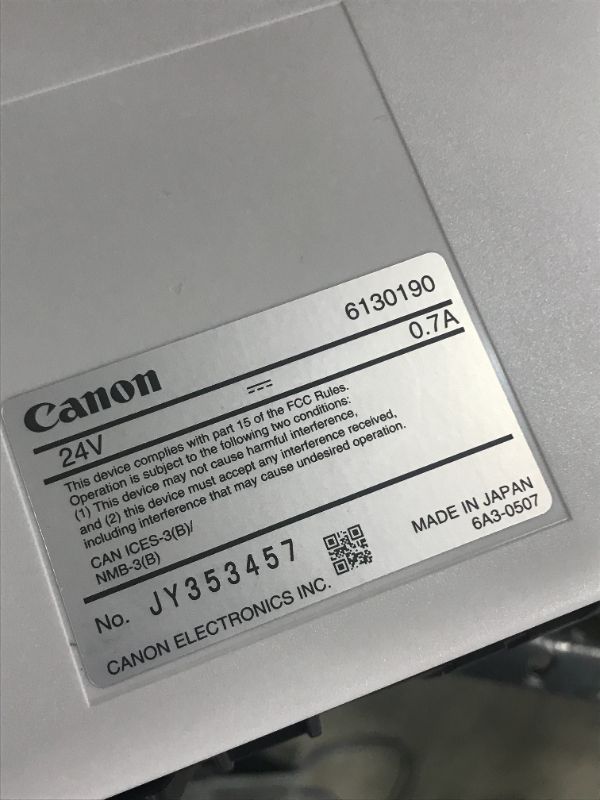 6130190
Canon
24V 0.7A
This device complies with part 15 of the FCC Rules.
Operation is subject to the following two conditions:
(1) This device may not cause harmful interference,
and (2) this device must accept any interference received,
including interference that may cause undesired operation.
CAN ICES-3(B)/
NMB-3(B)
MADE IN JAPAN
6A3-0507
No. JY353457
CANON ELECTRONICS INC.